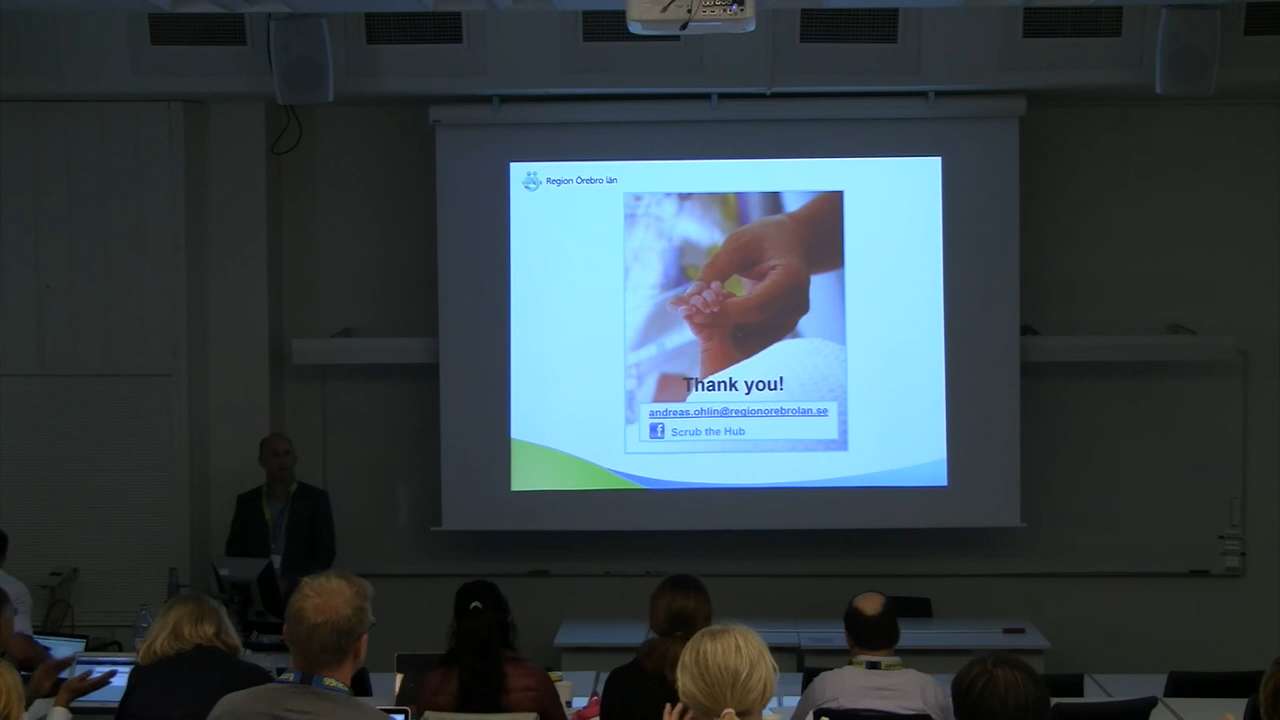 Region Örebro län
Thank you!
andreas.ohlin@regionorebrolan.se
Scrub the Hub